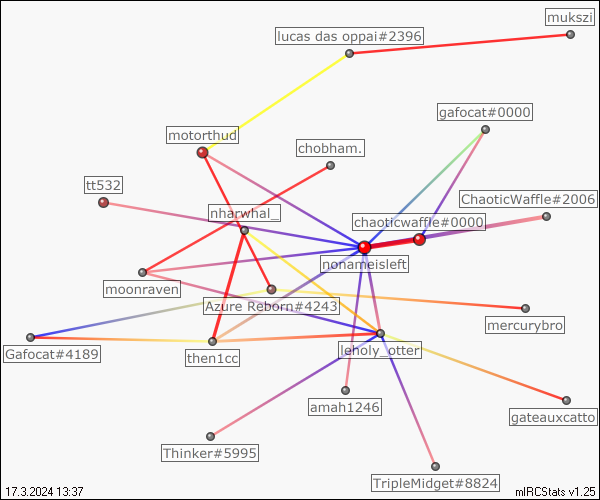 mukszi
lucas das oppai#2396
gafocat#0000
motorthud
chobham.
tt532
ChaoticWaffle#2006
nharwhal_
chaoticwaffle#0000
nonameisleft
moonraven
Azure Reborn#4243
mercurybro
Gafocat#4189
then1cc
leholy_otter
amah1246
gateauxcatto
Thinker#5995
TripleMidget#8824
17.3.2024 13:37
mIRCStats v1.25